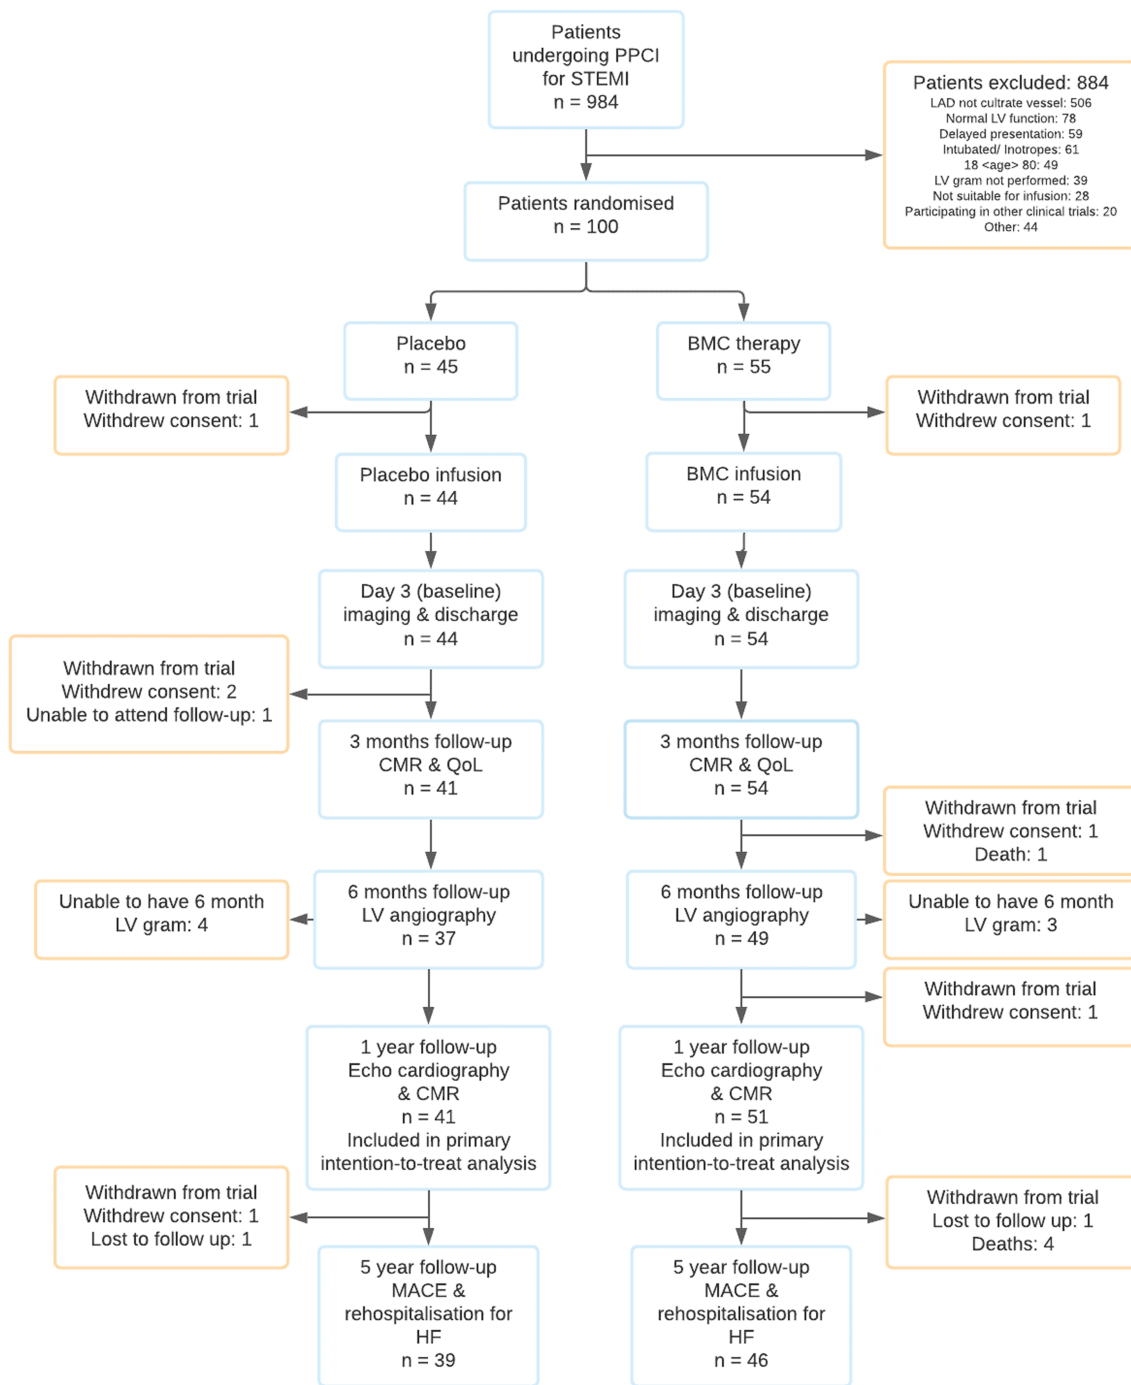 Patients
undergoing PPCI
for STEMI
n = 984
Patients excluded: 884
LAD not cultrate vessel: 506
Normal LV function: 78
Delayed presentation: 59
Intubated/ Inotropes: 61
18 <age> 80: 49
LV gram not performed: 39
Not suitable for infusion: 28
Participating in other clinical trials: 20
Other: 44
Patients randomised
n = 100
Placebo
n = 45
BMC therapy
n = 55
Withdrawn from trial
Withdrew consent: 1
Withdrawn from trial
Withdrew consent: 1
Placebo infusion
n = 44
BMC infusion
n = 54
Day 3 (baseline)
imaging & discharge
n = 44
Day 3 (baseline)
imaging & discharge
n = 54
Withdrawn from trial
Withdrew consent: 2
Unable to attend follow-up: 1
3 months follow-up
CMR & QoL
n = 41
3 months follow-up
CMR & QoL
n = 54
Withdrawn from trial
Withdrew consent: 1
Death: 1
Unable to have 6 month
LV gram: 4
6 months follow-up
LV angiography
n = 37
6 months follow-up
LV angiography
n = 49
Unable to have 6 month
LV gram: 3
Withdrawn from trial
Withdrew consent: 1
1 year follow-up
Echo cardiography
& CMR
n = 41
Included in primary
intention-to-treat analysis
1 year follow-up
Echo cardiography
& CMR
n = 51
Included in primary
intention-to-treat analysis
Withdrawn from trial
Withdrew consent: 1
Lost to follow up: 1
Withdrawn from trial
Lost to follow up: 1
Deaths: 4
5 year follow-up
MACE &
rehospitalisation for
HF
n = 39
5 year follow-up
MACE &
rehospitalisation for
HF
n = 46